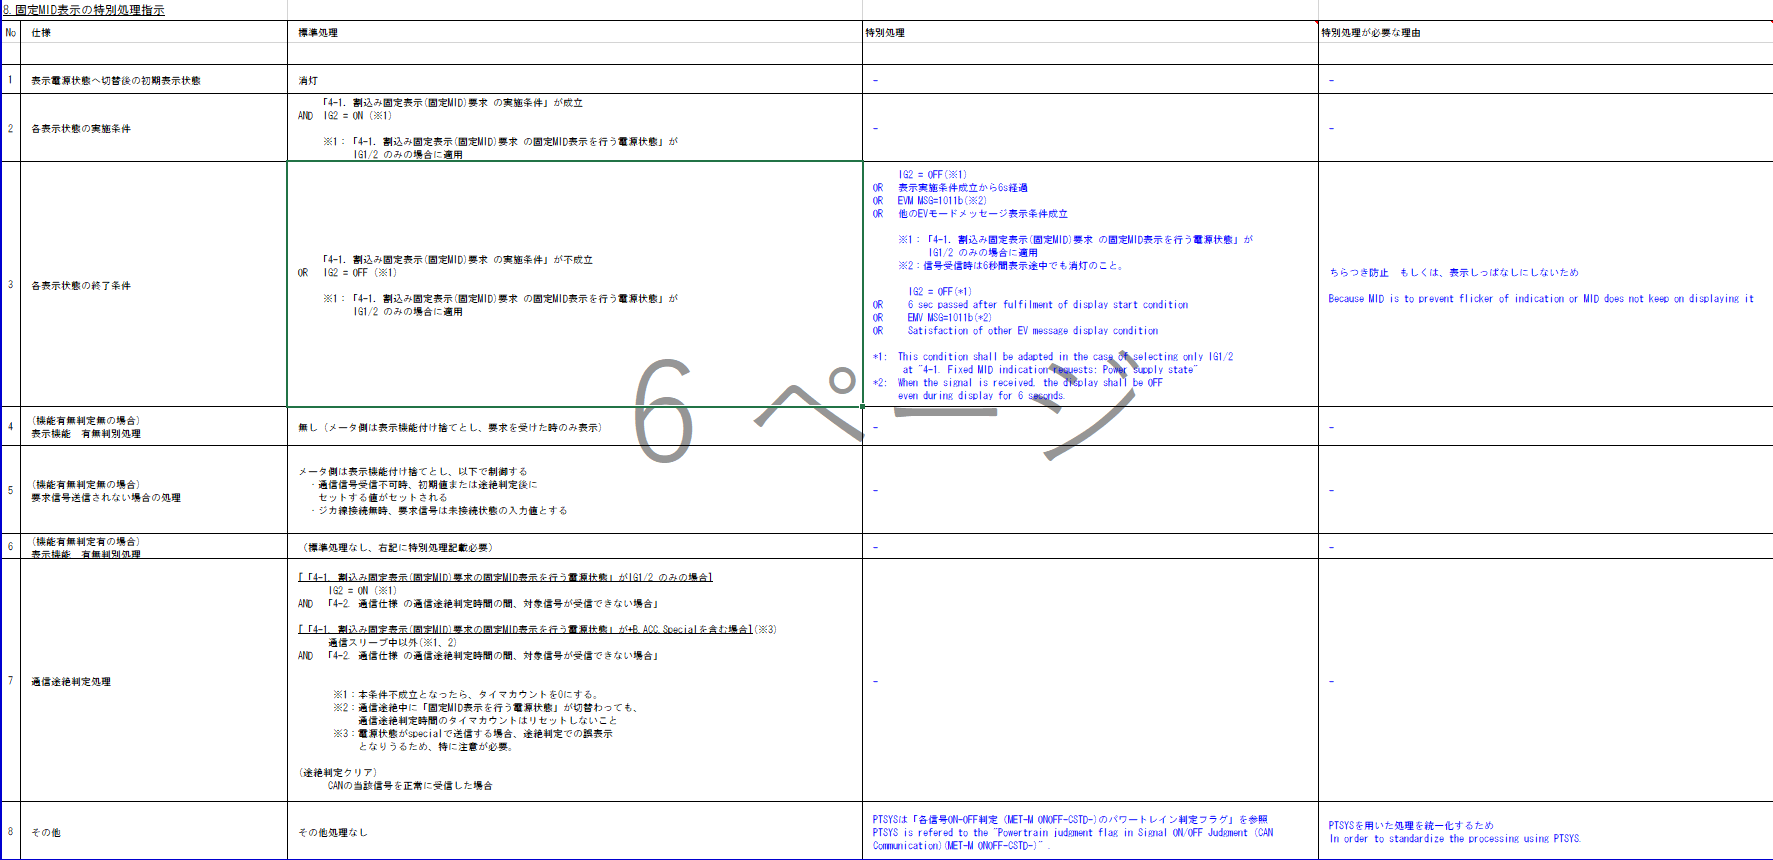 8. 固定MID表示の特別処理指示
No 仕様 標準処理 特別処理 特別処理が必要な理由
1 表示電源状態へ切替後の初期表示状態 消灯 - -
2 各表示状態の実施条件
「4-1. 割込み固定表示(固定MID)要求 の実施条件」が成立
AND IG2 = ON (※1)
※1：「4-1. 割込み固定表示(固定MID)要求 の固定MID表示を行う電源状態」が
IG1/2 のみの場合に適用
- -
3 各表示状態の終了条件
「4-1. 割込み固定表示(固定MID)要求 の実施条件」が不成立
OR IG2 = OFF (※1)
※1：「4-1. 割込み固定表示(固定MID)要求 の固定MID表示を行う電源状態」が
IG1/2 のみの場合に適用
IG2 = OFF(※1)
OR 表示実施条件成立から6s経過
OR EVM MSG=1011b(※2)
OR 他のEVモードメッセージ表示条件成立
※1：「4-1. 割込み固定表示(固定MID)要求 の固定MID表示を行う電源状態」が
IG1/2 のみの場合に適用
※2：信号受信時は6秒間表示途中でも消灯のこと。
IG2 = OFF(*1)
OR 6 sec passed after fulfilment of display start condition
OR EMV MSG=1011b(*2)
OR Satisfaction of other EV message display condition
*1: This condition shall be adapted in the case of selecting only IG1/2
at "4-1. Fixed MID indication requests: Power supply state"
*2: When the signal is received, the display shall be OFF
even during display for 6 seconds.
ちらつき防止　もしくは、表示しっぱなしにしないため
Because MID is to prevent flicker of indication or MID does not keep on displaying it
6 ページ
4 (機能有無判定無の場合)
表示機能　有無判別処理
無し（メータ側は表示機能付け捨てとし、要求を受けた時のみ表示）
- -
5 (機能有無判定無の場合)
要求信号送信されない場合の処理
メータ側は表示機能付け捨てとし、以下で制御する
・通信信号受信不可時、初期値または途絶判定後に
セットする値がセットされる
・ジカ線接続無時、要求信号は未接続状態の入力値とする
- -
6 (機能有無判定有の場合)
表示機能　有無判別処理
（標準処理なし、右記に特別処理記載必要）
- -
7 通信途絶判定処理
[「4-1. 割込み固定表示(固定MID)要求の固定MID表示を行う電源状態」がIG1/2 のみの場合]
IG2 = ON (※1)
AND 「4-2. 通信仕様 の通信途絶判定時間の間、対象信号が受信できない場合」
[「4-1. 割込み固定表示(固定MID)要求の固定MID表示を行う電源状態」が+B,ACC,Specialを含む場合](※3)
通信スリープ中以外(※1、2)
AND 「4-2. 通信仕様 の通信途絶判定時間の間、対象信号が受信できない場合」
※1：本条件不成立となったら、タイマカウントを0にする。
※2：通信途絶中に「固定MID表示を行う電源状態」が切替わっても、
通信途絶判定時間のタイマカウントはリセットしないこと
※3：電源状態がspecialで送信する場合、途絶判定での誤表示
となりうるため、特に注意が必要。
(途絶判定クリア)
CANの当該信号を正常に受信した場合
- -
8 その他 その他処理なし
PTSYSは「各信号ON-OFF判定 (MET-M ONOFF-CSTD-)のパワートレイン判定フラグ」を参照
PTSYS is refered to the "Powertrain judgment flag in Signal ON/OFF Judgment (CAN
Communication)(MET-M ONOFF-CSTD-)".
PTSYSを用いた処理を統一化するため
In order to standardize the processing using PTSYS.